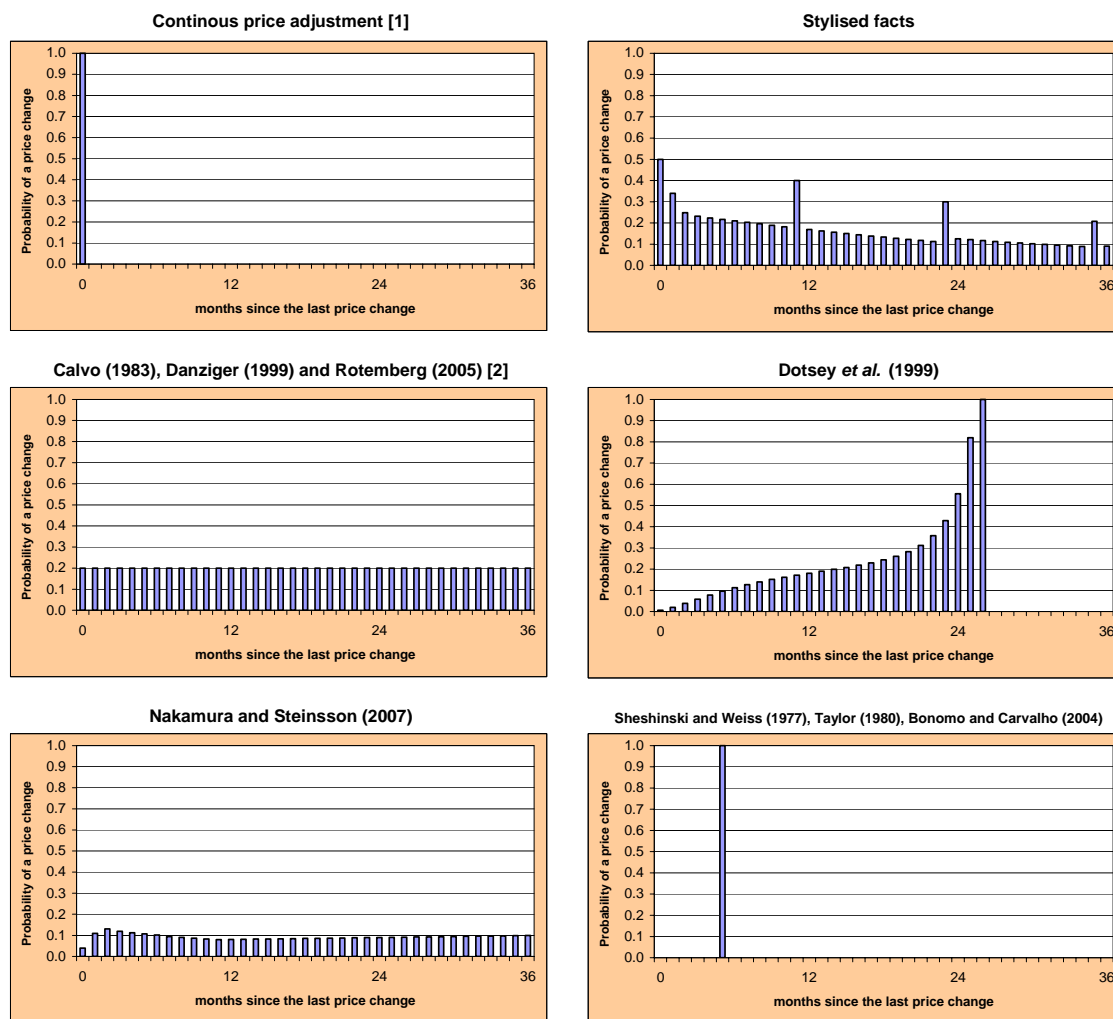 Continous price adjustment [1]
1.0
0.9
0.8
0.7
0.6
0.5
0.4
0.3
0.2
0.1
0.0
Probability of a price change
0 12 24 36
months since the last price change
Stylised facts
1.0
0.9
0.8
0.7
0.6
0.5
0.4
0.3
0.2
0.1
0.0
Probability of a price change
0 12 24 36
months since the last price change
Calvo (1983), Danziger (1999) and Rotemberg (2005) [2]
1.0
0.9
0.8
0.7
0.6
0.5
0.4
0.3
0.2
0.1
0.0
Probability of a price change
0 12 24 36
months since the last price change
Dotsey et al. (1999)
1.0
0.9
0.8
0.7
0.6
0.5
0.4
0.3
0.2
0.1
0.0
Probability of a price change
0 12 24 36
months since the last price change
Nakamura and Steinsson (2007)
1.0
0.9
0.8
0.7
0.6
0.5
0.4
0.3
0.2
0.1
0.0
Probability of a price change
0 12 24 36
months since the last price change
Sheshinski and Weiss (1977), Taylor (1980), Bonomo and Carvalho (2004)
1.0
0.9
0.8
0.7
0.6
0.5
0.4
0.3
0.2
0.1
0.0
Probability of a price change
0 12 24 36
months since the last price change